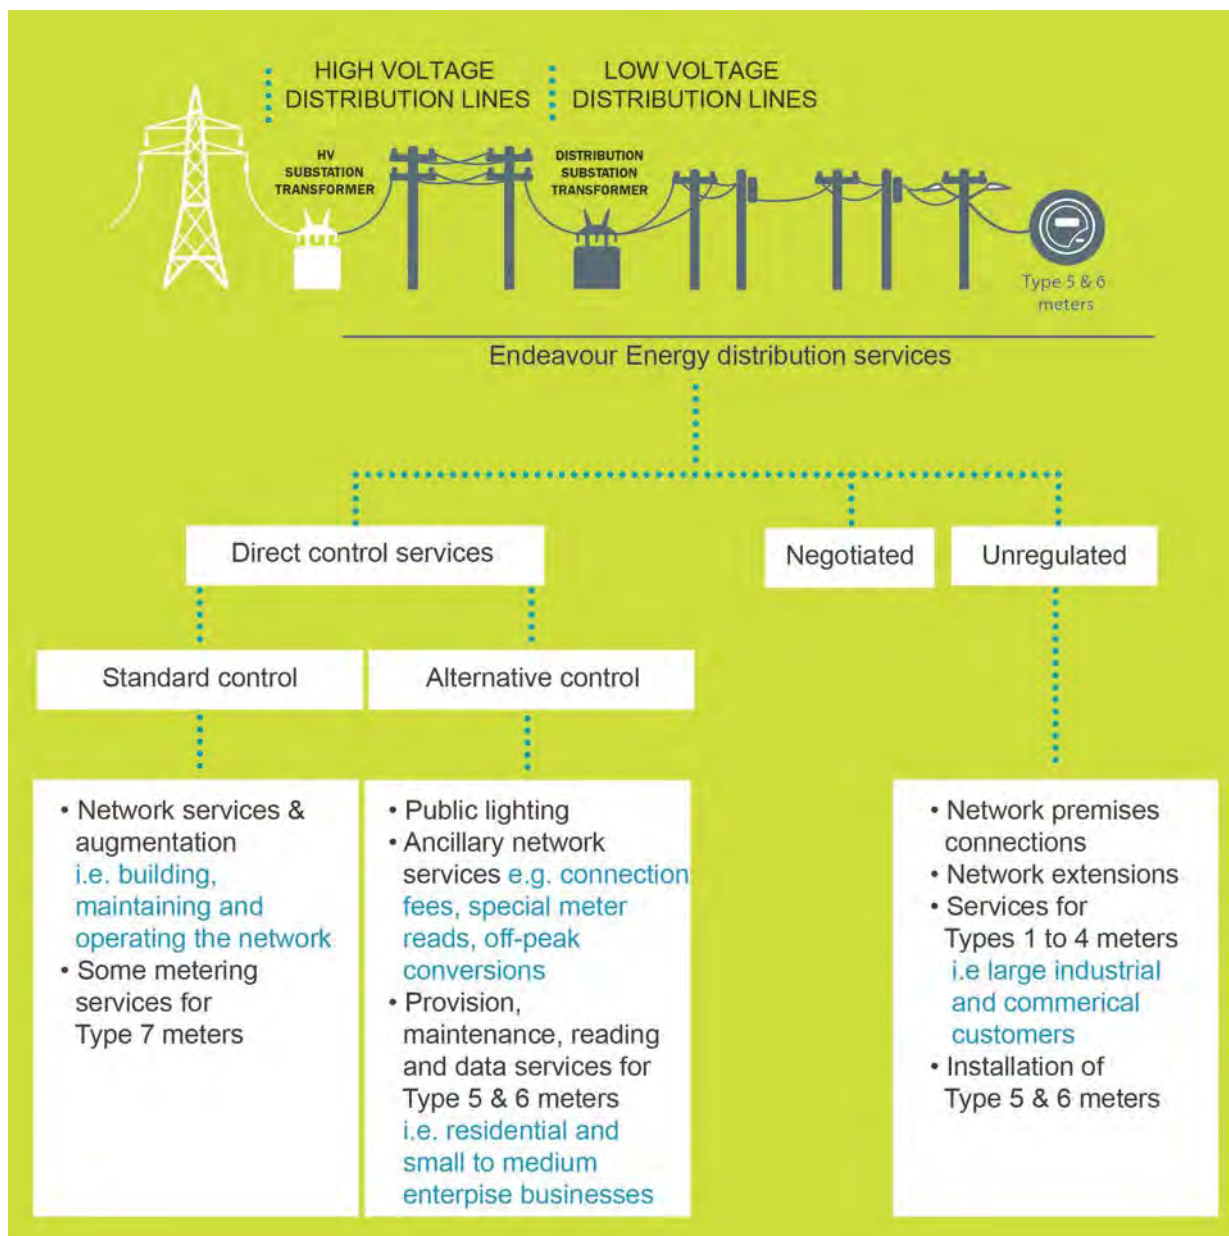 HIGH VOLTAGE
DISTRIBUTION LINES
LOW VOLTAGE
DISTRIBUTION LINES
HV
SUBSTATION
TRANSFORMER
DISTRIBUTION
SUBSTATION
TRANSFORMER
Type 5 & 6
meters
Endeavour Energy distribution services
Direct control services
Negotiated
Unregulated
Standard control
Alternative control
• Network services &
augmentation
i.e. building,
maintaining and
operating the network
• Some metering
services for
Type 7 meters
• Public lighting
• Ancillary network
services e.g. connection
fees, special meter
reads, off-peak
conversions
• Provision,
maintenance, reading
and data services for
Type 5 & 6 meters
i.e. residential and
small to medium
enterpise businesses
• Network premises
connections
• Network extensions
• Services for
Types 1 to 4 meters
i.e large industrial
and commerical
customers
• Installation of
Type 5 & 6 meters